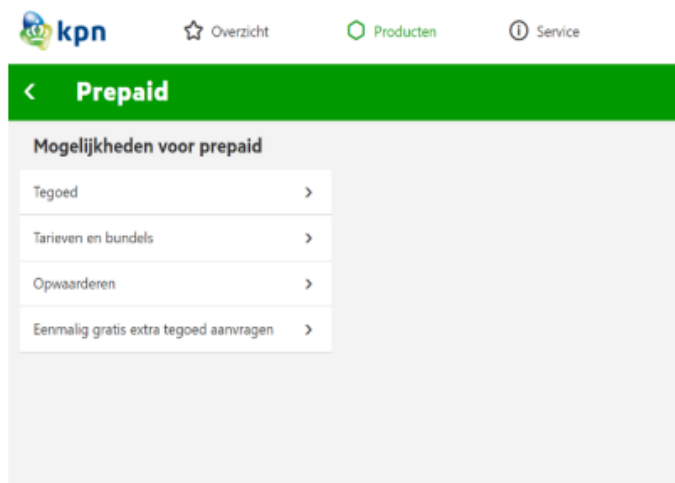 kpn Overzicht Producten Service
Prepaid
Mogelijkheden voor prepaid
Tegoed
Tarieven en bundels
Opwaarderen
Eenmalig gratis extra tegoed aanvragen